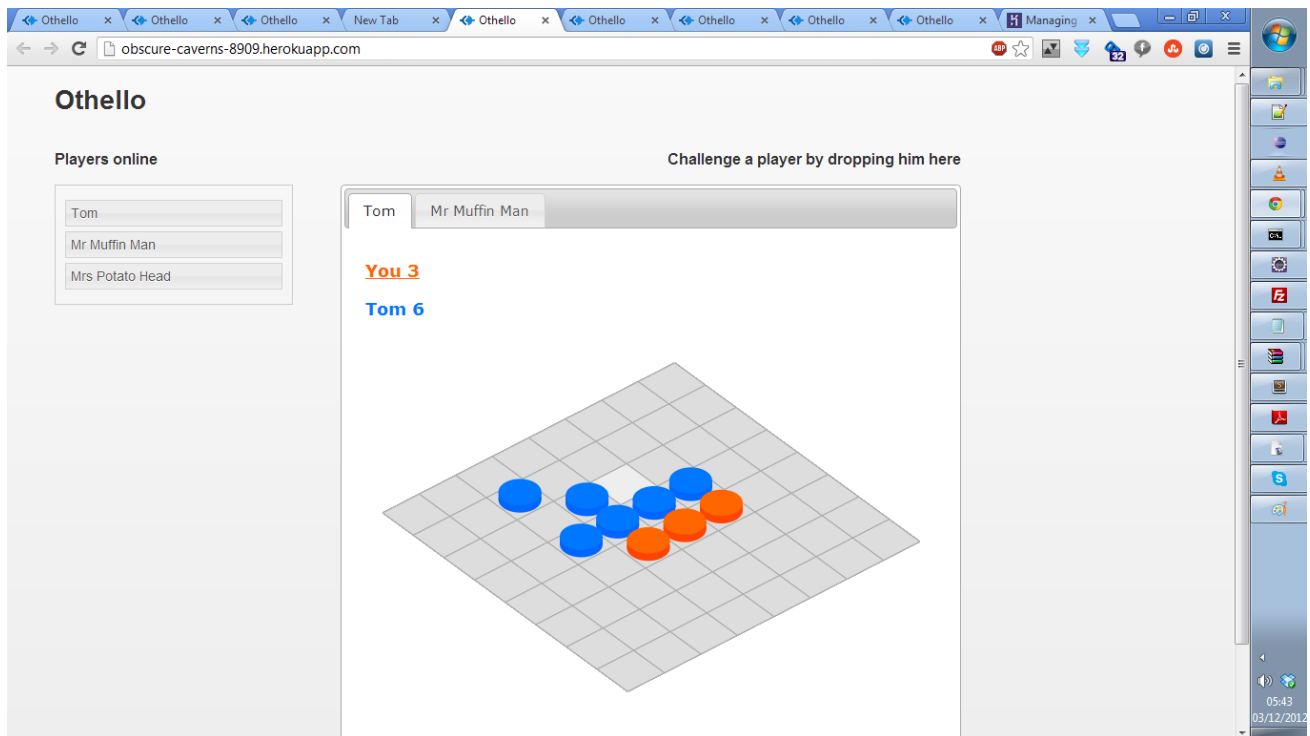 Othello Othello Othello New Tab Othello Othello Othello Othello Othello Managing
obscure-caverns-8909.herokuapp.com ABP 32
Othello
Players online
Challenge a player by dropping him here
Tom
Mr Muffin Man
Mrs Potato Head
Tom Mr Muffin Man
You 3
Tom 6
05:43
03/12/2012